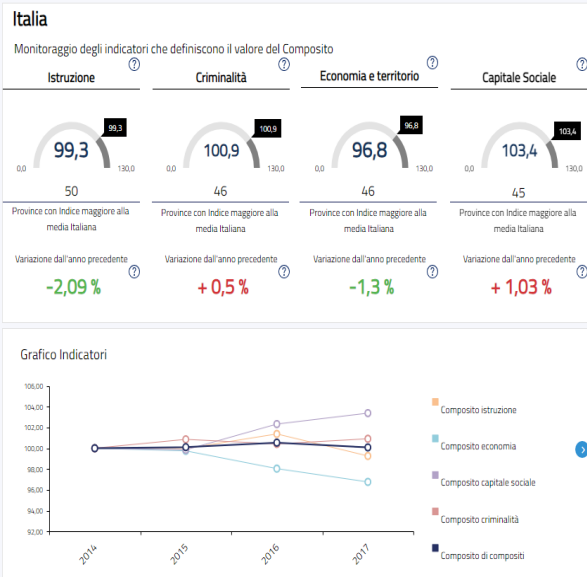 Italia
Monitoraggio degli indicatori che definiscono il valore del Composito
?
?
?
?
Istruzione
Criminalità
Economia e territorio
Capitale Sociale
99,3
99,3
0,0
130,0
100,9
100,9
0,0
130,0
96,8
96,8
0,0
130,0
103,4
103,4
0,0
130,0
50
46
46
45
Province con Indice maggiore alla
media Italiana
Province con Indice maggiore alla
media Italiana
Province con Indice maggiore alla
media Italiana
Province con Indice maggiore alla
media Italiana
Variazione dall'anno precedente
?
-2,09 %
Variazione dall'anno precedente
?
+ 0,5 %
Variazione dall'anno precedente
?
-1,3 %
Variazione dall'anno precedente
?
+ 1,03 %
Grafico Indicatori
106,00
104,00
102,00
100,00
98,00
96,00
94,00
92,00
2014
2015
2016
2017
Composito istruzione
Composito economia
Composito capitale sociale
Composito criminalità
Composito di compositi